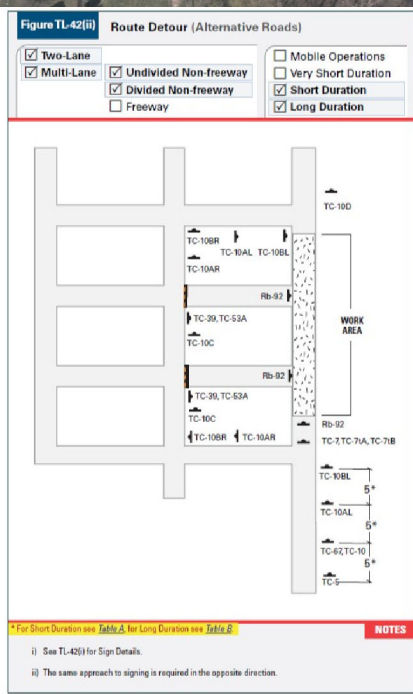 Figure TL-42(ii) Route Detour (Alternative Roads)
Two-Lane
Multi-Lane
Undivided Non-freeway
Divided Non-freeway
Freeway
Mobile Operations
Very Short Duration
Short Duration
Long Duration
TC-10D
TC-10BR
TC-10AL TC-10BL
TC-10AR
Rb-92
TC-39, TC-53A
WORK
AREA
TC-10C
Rb-92
TC-39, TC-53A
TC-10C
Rb-92
TC-10BR TC-10AR
TC-7, TC-7tA, TC-7tB
TC-10BL
5*
TC-10AL
5*
TC-67, TC-10
5*
TC-5
* For Short Duration see Table A, for Long Duration see Table B.
NOTES
i) See TL-42(i) for Sign Details.
ii) The same approach to signing is required in the opposite direction.